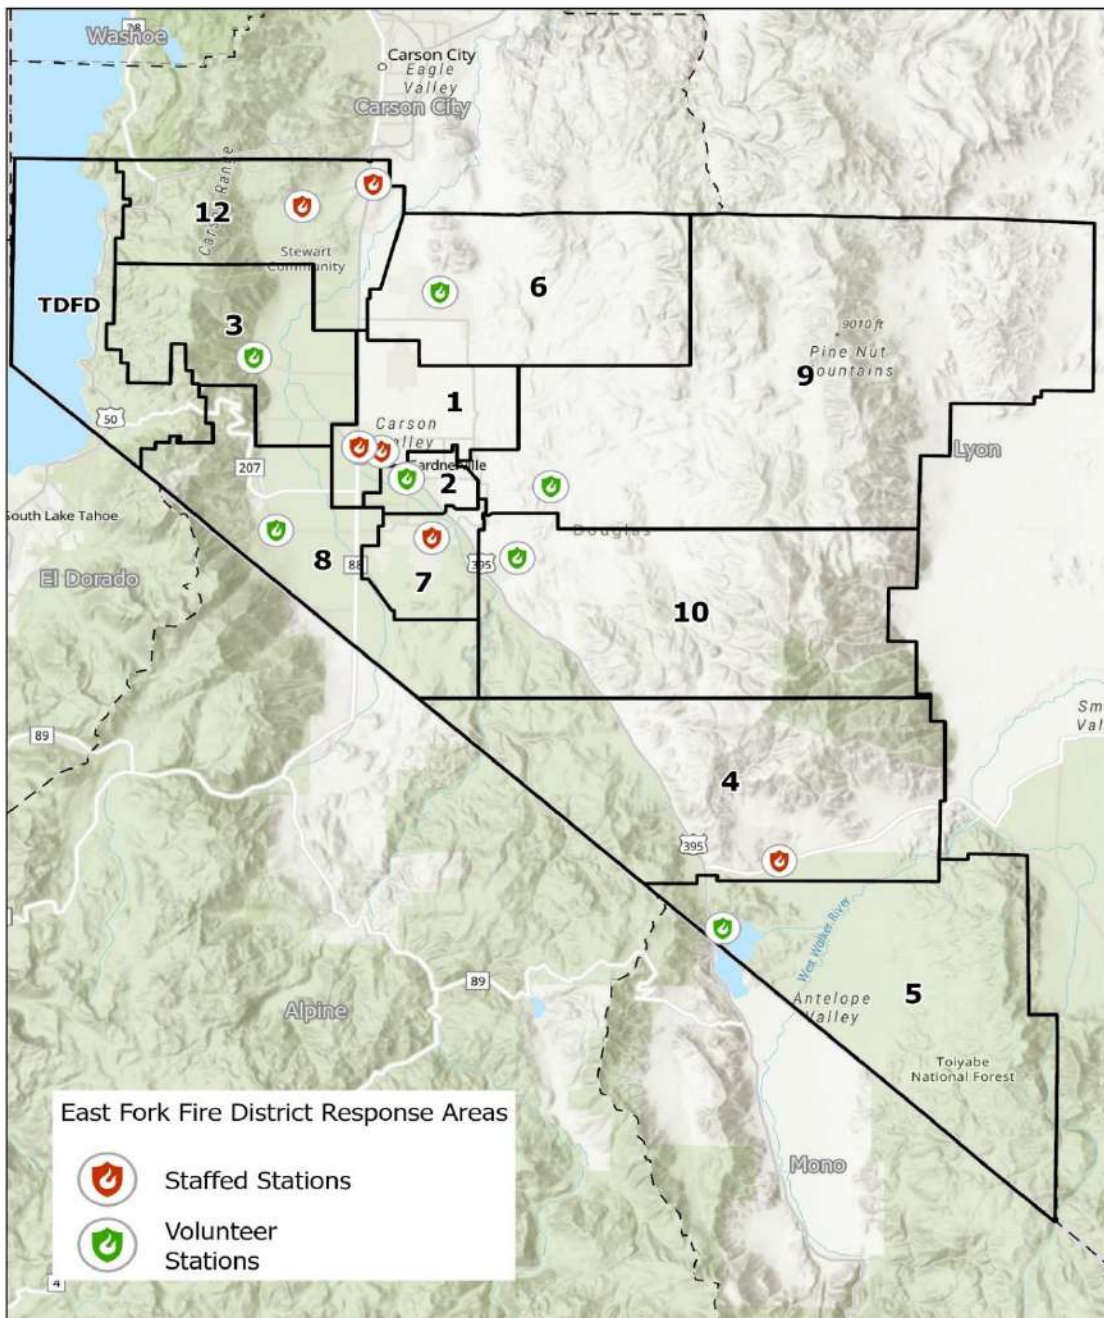 28
Washoe
Carson City
Eagle
Valley
Carson City
Carson Range
12
Stewart
Community
TDFD
6
3
9010 ft
Pine Nut
Mountains
9
50
1
Carson
Valley
Lyon
207
Gardnerville
2
South Lake Tahoe
Douglas
El Dorado
8
88
7
395
10
89
4
395
West Walker River
89
Antelope
Valley
5
Alpine
Toiyabe
National Forest
East Fork Fire District Response Areas
Mono
Staffed Stations
Volunteer
Stations
4